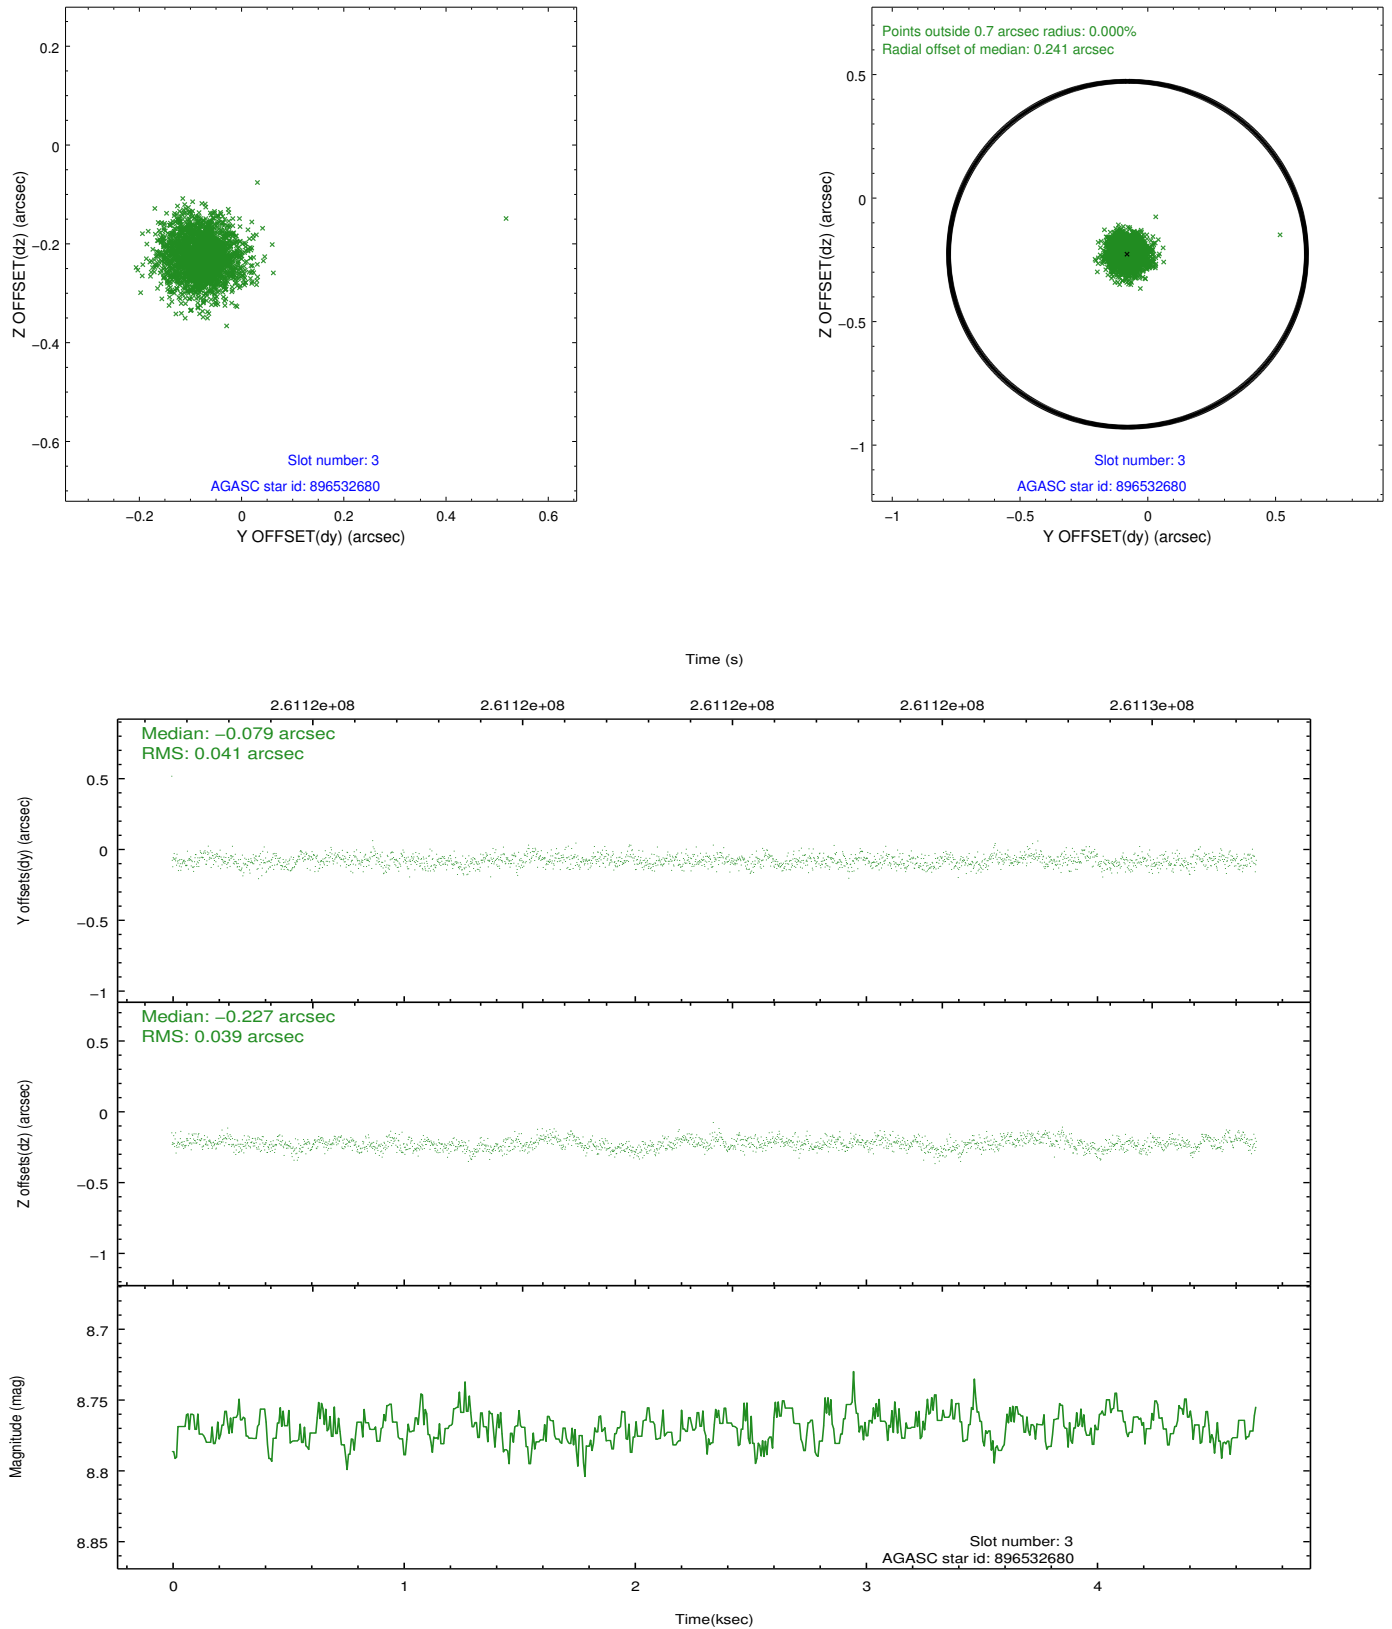 0.2
0
−0.2
−0.4
−0.6
Z OFFSET(dz) (arcsec)
Slot number: 3
AGASC star id: 896532680
−0.2 0 0.2 0.4 0.6
Y OFFSET(dy) (arcsec)
Points outside 0.7 arcsec radius: 0.000%
Radial offset of median: 0.241 arcsec
0.5
0
−0.5
−1
Z OFFSET(dz) (arcsec)
Slot number: 3
AGASC star id: 896532680
−1 −0.5 0 0.5
Y OFFSET(dy) (arcsec)
Time (s)
2.6112e+08 2.6112e+08 2.6112e+08 2.6112e+08 2.6113e+08
Median: −0.079 arcsec
RMS: 0.041 arcsec
0.5
0
−0.5
−1
Y offsets(dy) (arcsec)
Median: −0.227 arcsec
RMS: 0.039 arcsec
0.5
0
−0.5
−1
Z offsets(dz) (arcsec)
8.7
8.75
8.8
8.85
Magnitude (mag)
Slot number: 3
AGASC star id: 896532680
0 1 2 3 4
Time(ksec)